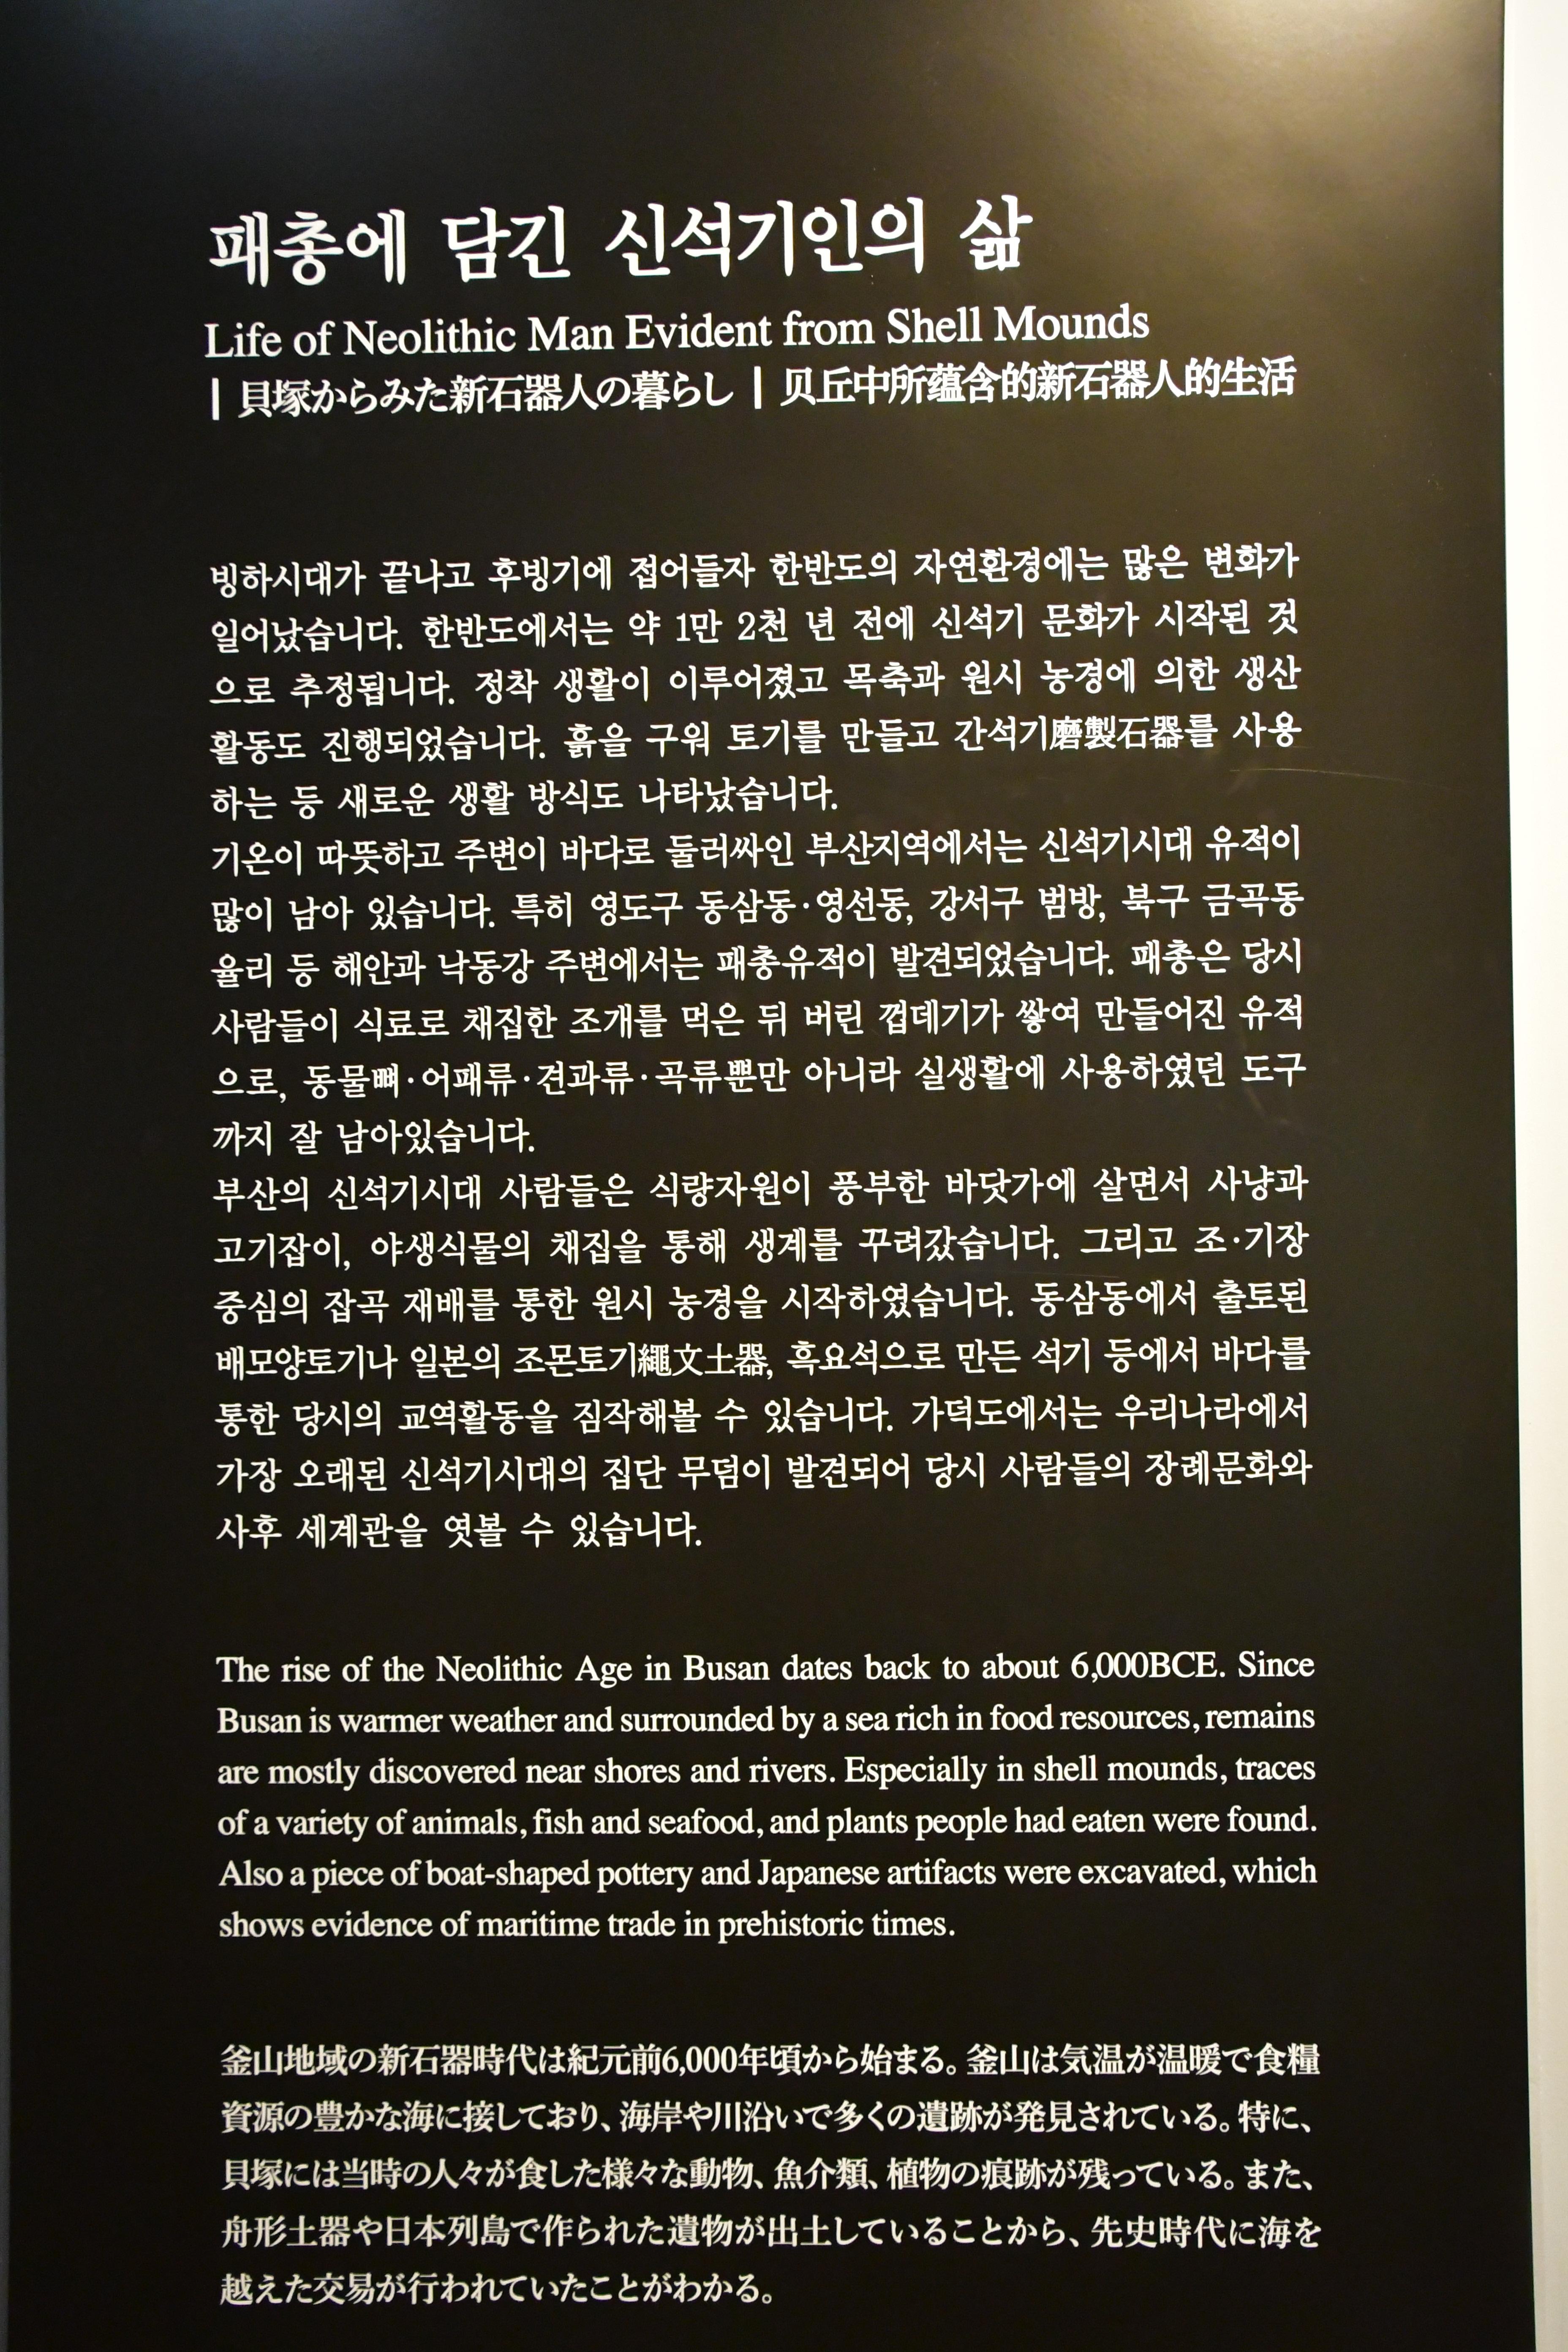 패총에 담긴 신석기인의 삶
Life of Neolithic Man Evident from Shell Mounds
| 貝塚からみた新石器人の暮らし | 贝丘中所蕴含的新石器人的生活
빙하시대가 끝나고 후빙기에 접어들자 한반도의 자연환경에는 많은 변화가
일어났습니다. 한반도에서는 약 1만 2천 년 전에 신석기 문화가 시작된 것
으로 추정됩니다. 정착 생활이 이루어졌고 목축과 원시 농경에 의한 생산
활동도 진행되었습니다. 흙을 구워 토기를 만들고 간석기磨製石器를 사용
하는 등 새로운 생활 방식도 나타났습니다.
기온이 따뜻하고 주변이 바다로 둘러싸인 부산지역에서는 신석기시대 유적이
많이 남아 있습니다. 특히 영도구 동삼동·영선동, 강서구 범방, 북구 금곡동
율리 등 해안과 낙동강 주변에서는 패총유적이 발견되었습니다. 패총은 당시
사람들이 식료로 채집한 조개를 먹은 뒤 버린 껍데기가 쌓여 만들어진 유적
으로, 동물뼈·어패류·견과류·곡류뿐만 아니라 실생활에 사용하였던 도구
까지 잘 남아있습니다.
부산의 신석기시대 사람들은 식량자원이 풍부한 바닷가에 살면서 사냥과
고기잡이, 야생식물의 채집을 통해 생계를 꾸려갔습니다. 그리고 조·기장
중심의 잡곡 재배를 통한 원시 농경을 시작하였습니다. 동삼동에서 출토된
배모양토기나 일본의 조몬토기繩文土器, 흑요석으로 만든 석기 등에서 바다를
통한 당시의 교역활동을 짐작해볼 수 있습니다. 가덕도에서는 우리나라에서
가장 오래된 신석기시대의 집단 무덤이 발견되어 당시 사람들의 장례문화와
사후 세계관을 엿볼 수 있습니다.
The rise of the Neolithic Age in Busan dates back to about 6,000BCE. Since
Busan is warmer weather and surrounded by a sea rich in food resources, remains
are mostly discovered near shores and rivers. Especially in shell mounds, traces
of a variety of animals, fish and seafood, and plants people had eaten were found.
Also a piece of boat-shaped pottery and Japanese artifacts were excavated, which
shows evidence of maritime trade in prehistoric times.
釜山地域の新石器時代は紀元前6,000年頃から始まる。釜山は気温が温暖で食糧
資源の豊かな海に接しており、海岸や川沿いで多くの遺跡が発見されている。特に、
貝塚には当時の人々が食した様々な動物、魚介類、植物の痕跡が残っている。また、
舟形土器や日本列島で作られた遺物が出土していることから、先史時代に海を
越えた交易が行われていたことがわかる。